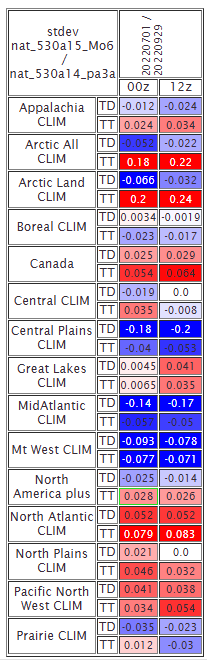 stdev
nat_530a15_Mo6
/
nat_530a14_pa3a
20220701 /
20220929
00z 12z
Appalachia
CLIM
TD -0.012 -0.024
TT 0.024 0.034
Arctic All
CLIM
TD -0.052 -0.022
TT 0.18 0.22
Arctic Land
CLIM
TD -0.066 -0.032
TT 0.2 0.24
Boreal CLIM
TD 0.0034 -0.0019
TT -0.023 -0.017
Canada
TD 0.025 0.029
TT 0.054 0.064
Central CLIM
TD -0.019 0.0
TT 0.035 -0.008
Central Plains
CLIM
TD -0.18 -0.2
TT -0.04 -0.053
Great Lakes
CLIM
TD 0.0045 0.041
TT 0.0065 0.035
MidAtlantic
CLIM
TD -0.14 -0.17
TT -0.057 -0.05
Mt West CLIM
TD -0.093 -0.078
TT -0.077 -0.071
North
America plus
TD -0.025 -0.014
TT 0.028 0.026
North Atlantic
CLIM
TD 0.052 0.052
TT 0.079 0.083
North Plains
CLIM
TD 0.021 0.0
TT 0.046 0.032
Pacific North
West CLIM
TD 0.041 0.038
TT 0.034 0.054
Prairie CLIM
TD -0.035 -0.023
TT 0.012 -0.03